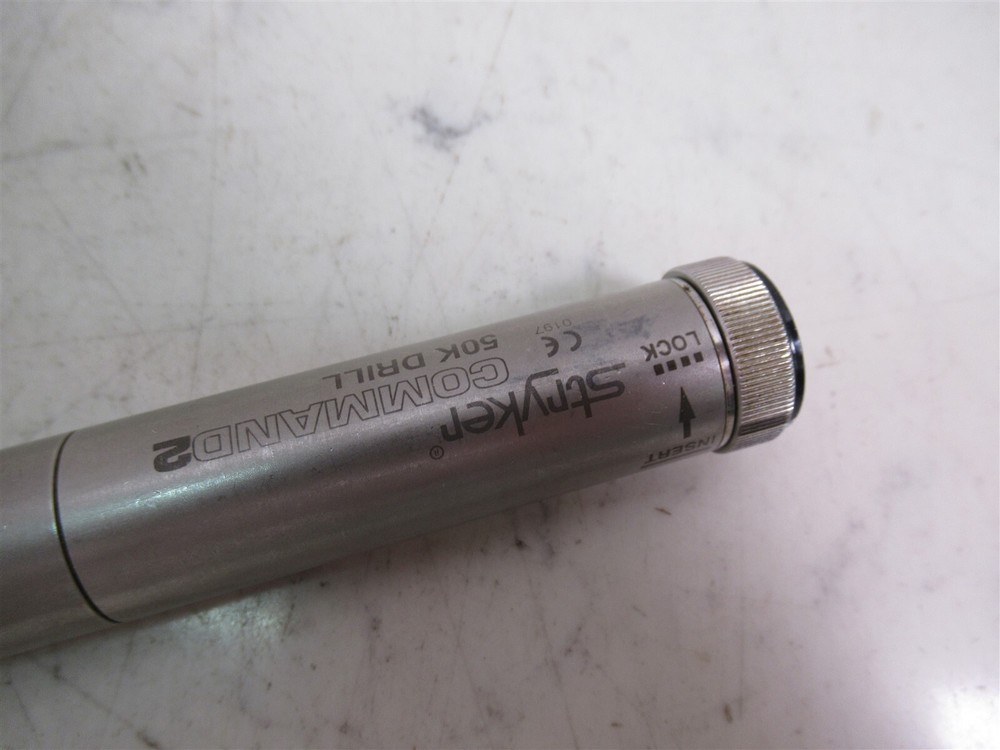 INSERT
LOCK
stryker®
COMMAND2
50K DRILL
CE
0197